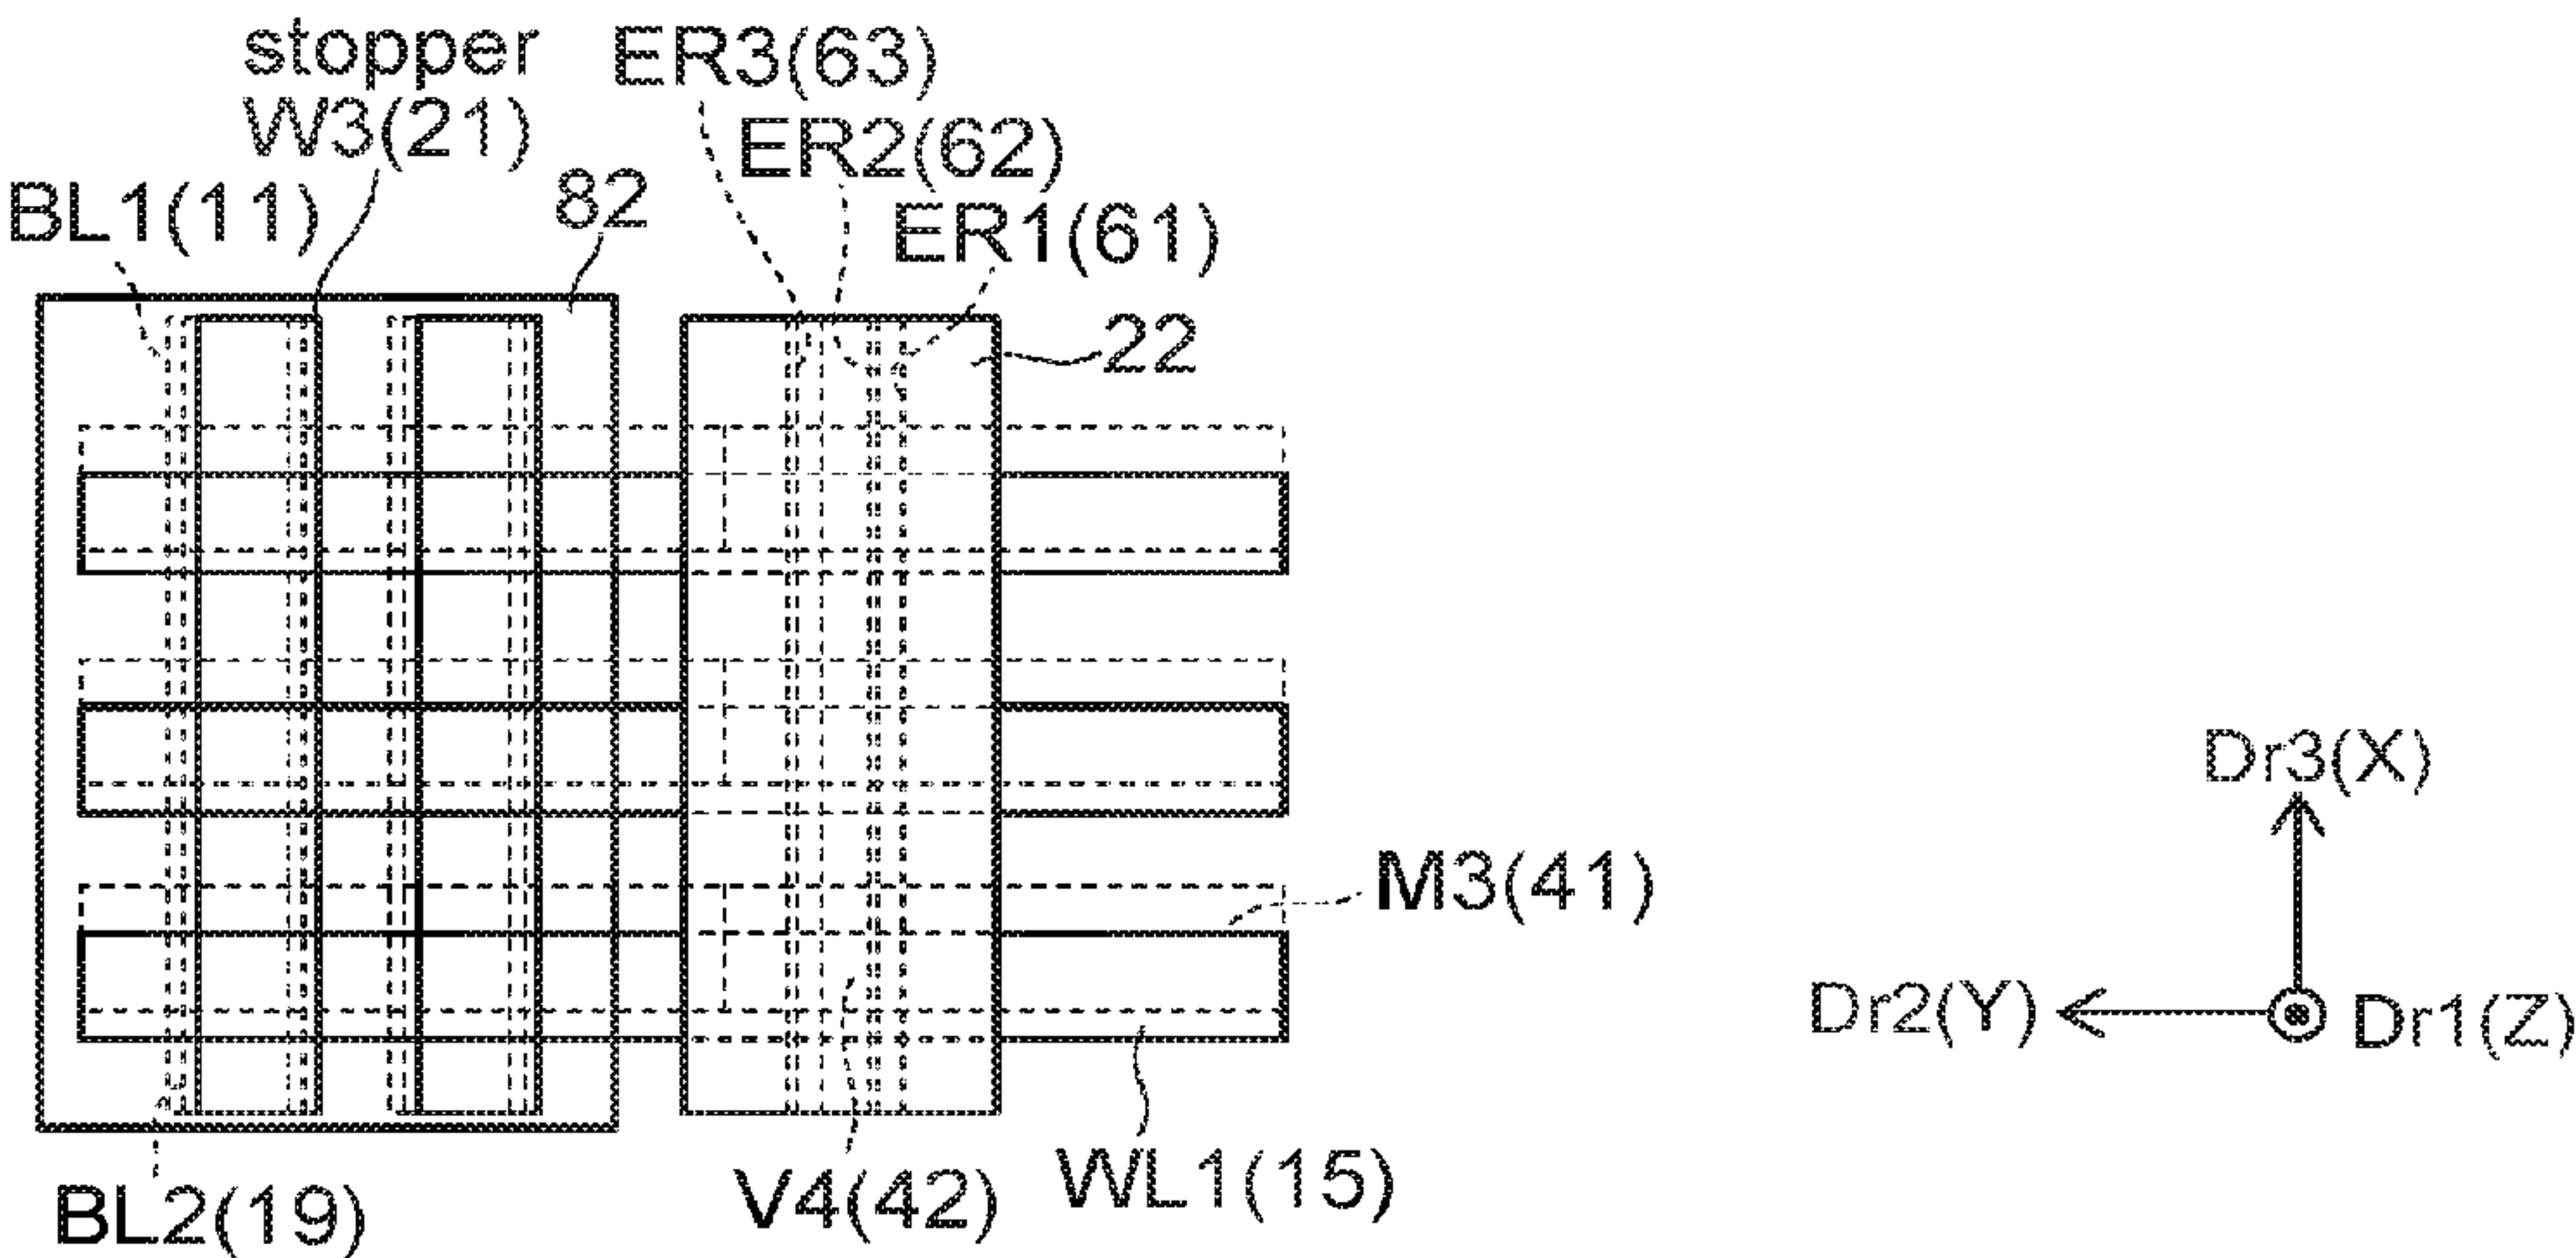 stopper
W3(21)
ER3(63)
ER2(62)
BL1(11)
82
ER1(61)
22
Dr3(X)
M3(41)
Dr2(Y)
Dr1(Z)
BL2(19)
V4(42)
WL1(15)